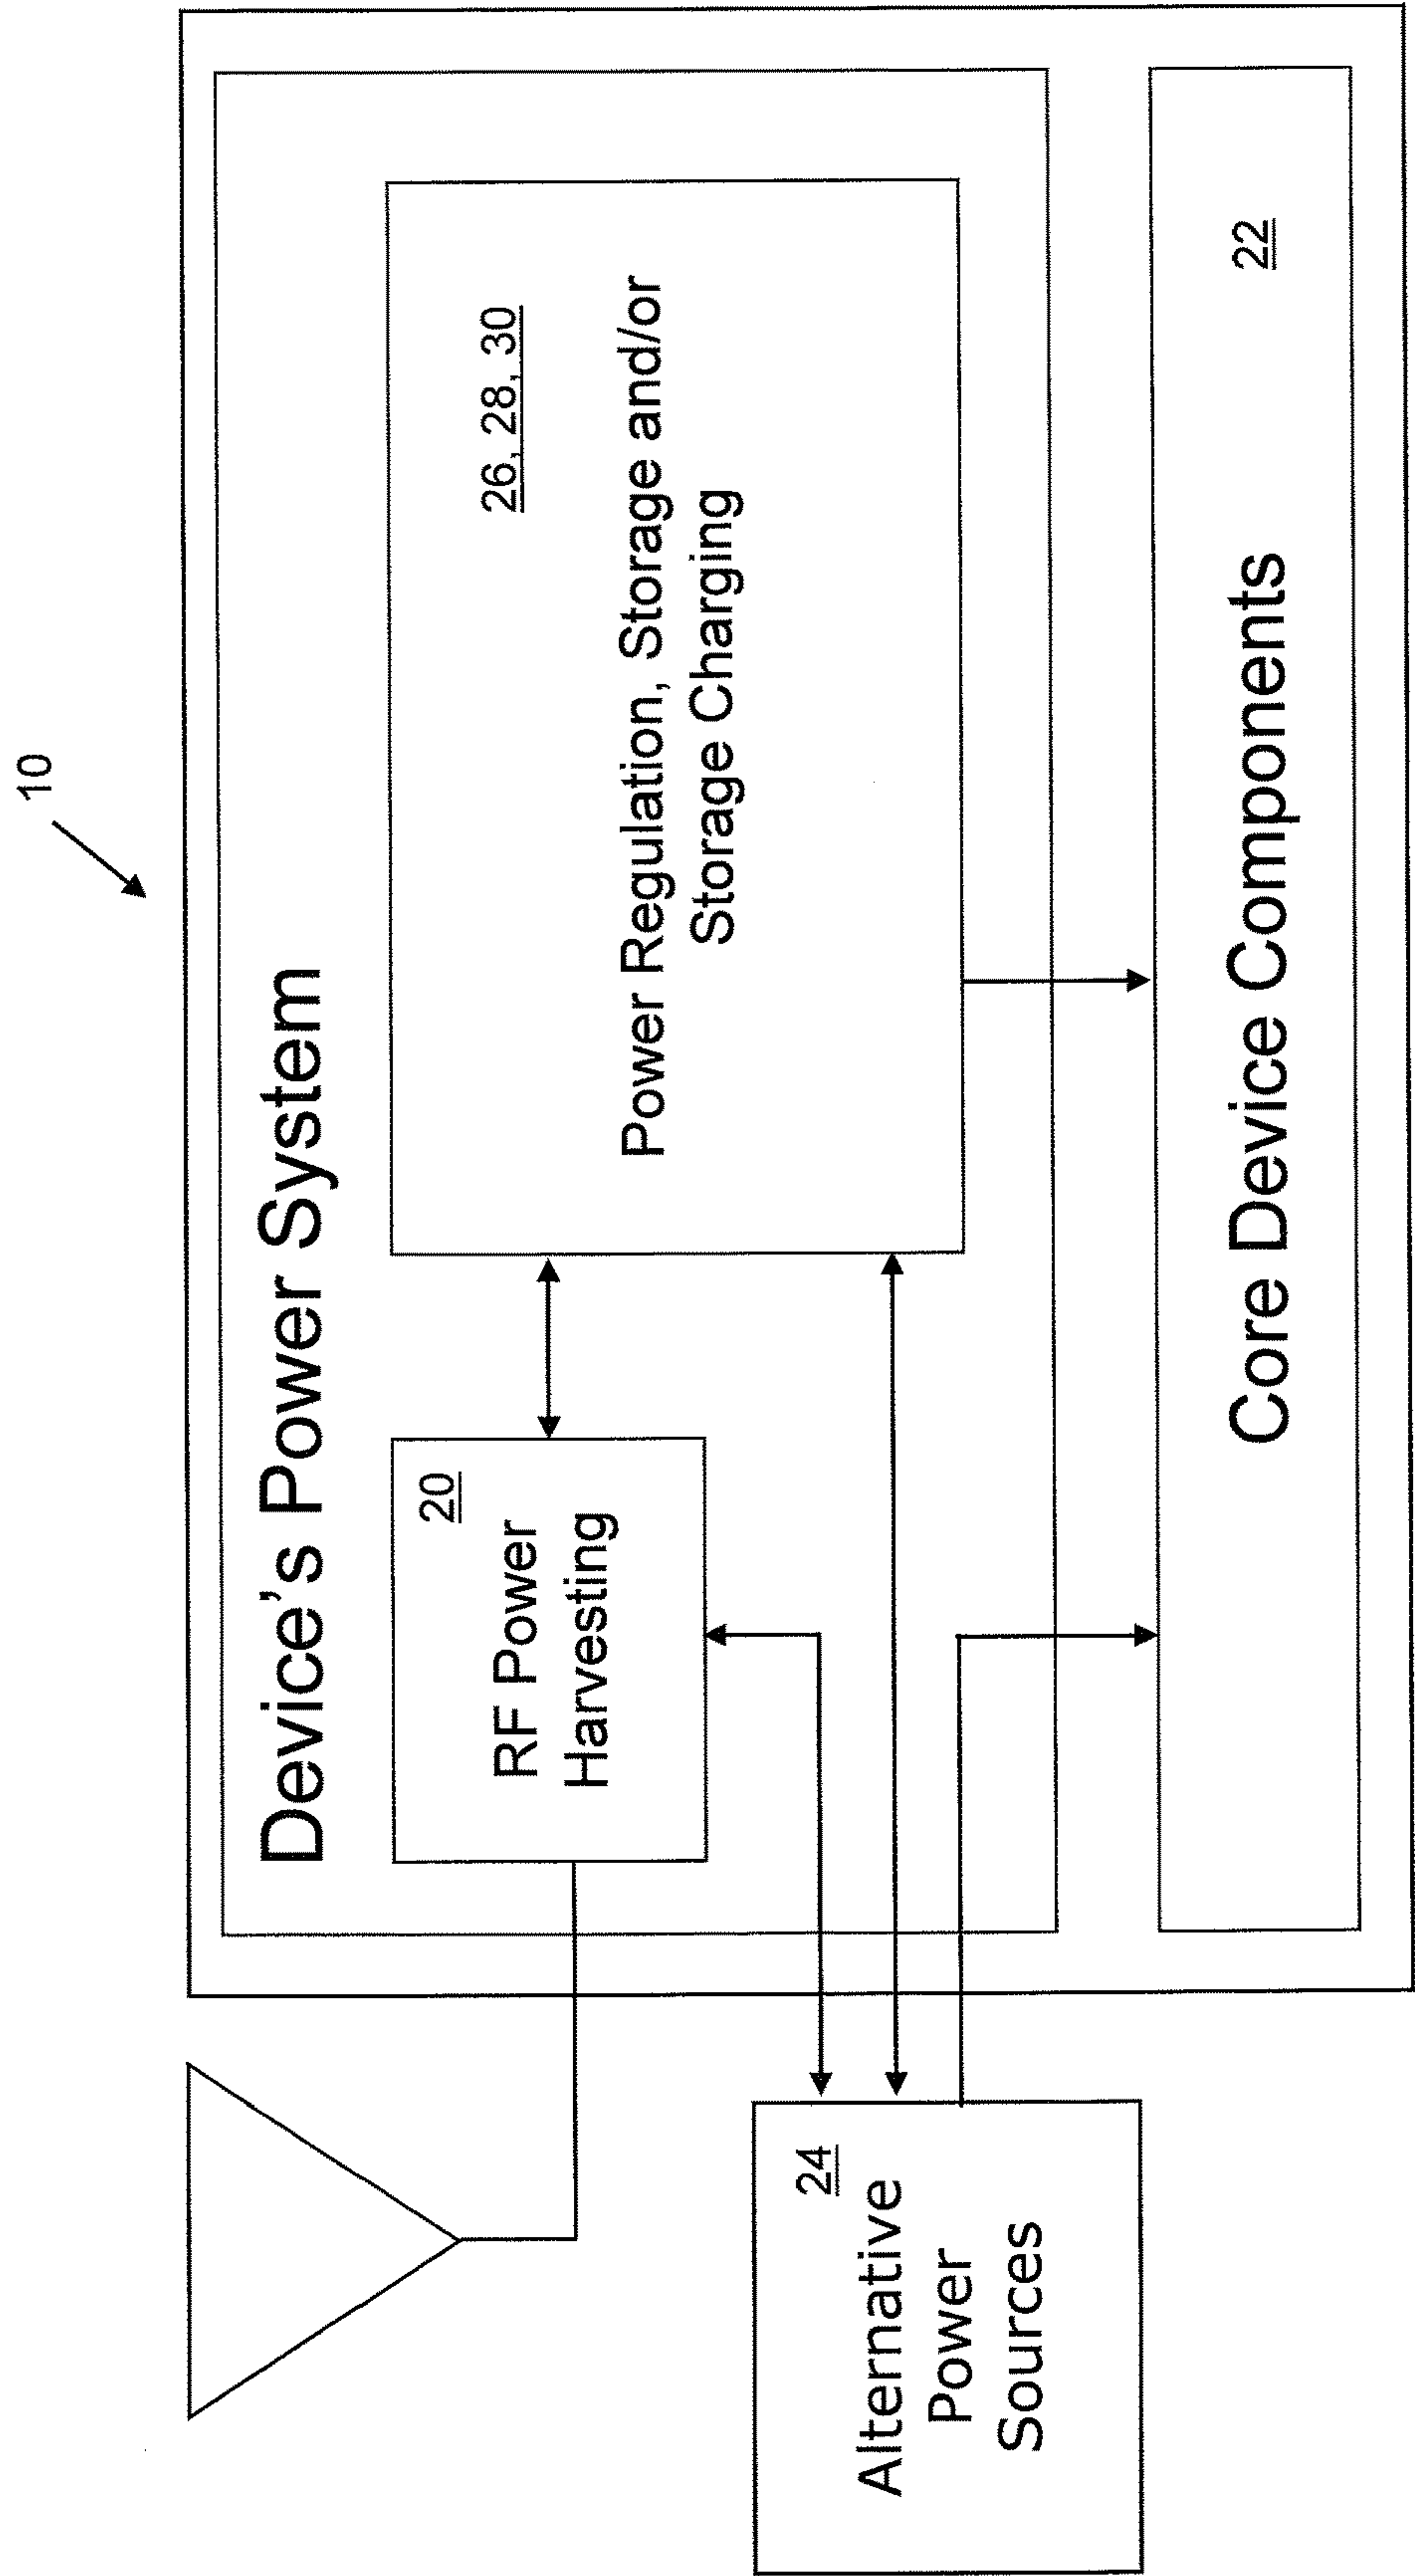 10
Device's Power System
26, 28, 30
Power Regulation, Storage and/or
Storage Charging
20
RF Power
Harvesting
24
Alternative
Power
Sources
Core Device Components
22